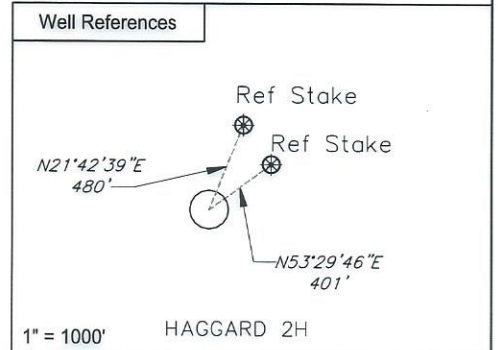 Well References
Ref Stake
Ref Stake
N21°42'39"E
480'
N53°29'46"E
401'
HAGGARD 2H
1" = 1000'